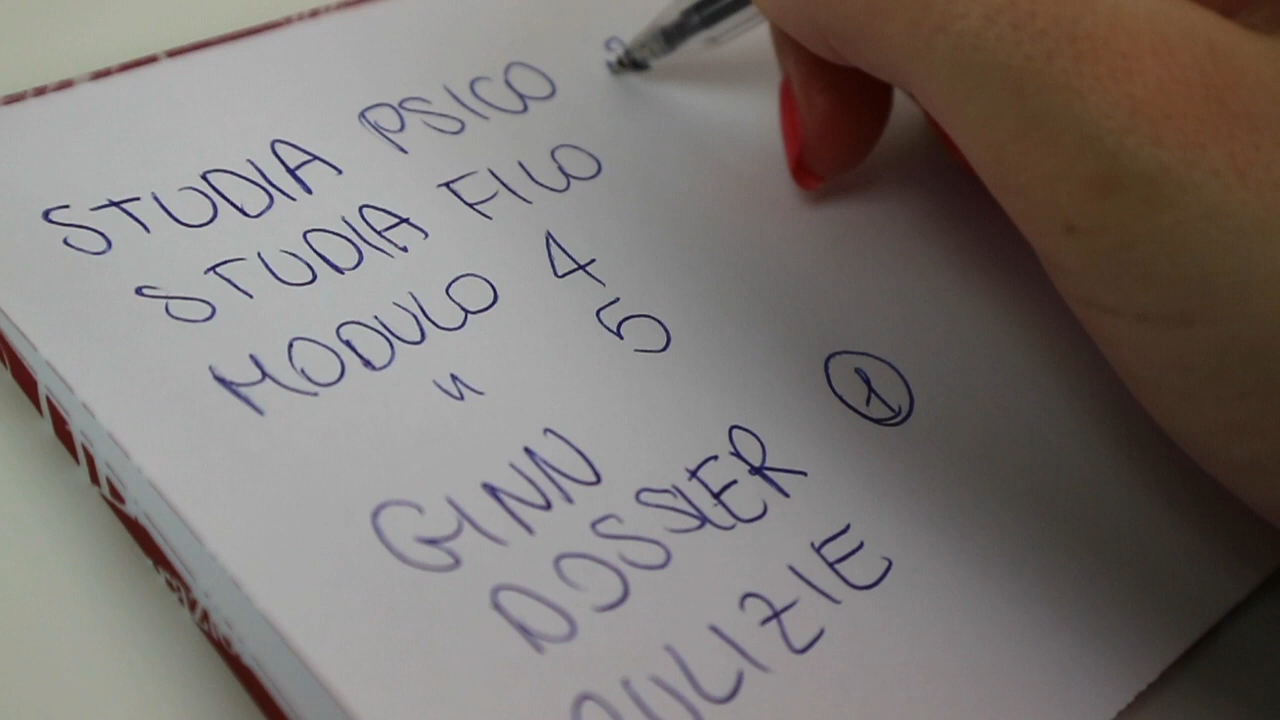 STUDIA PSICO
STUDIA FILO
MODULO 4
" 5
GINN
DOSSIER 1
PULIZIE